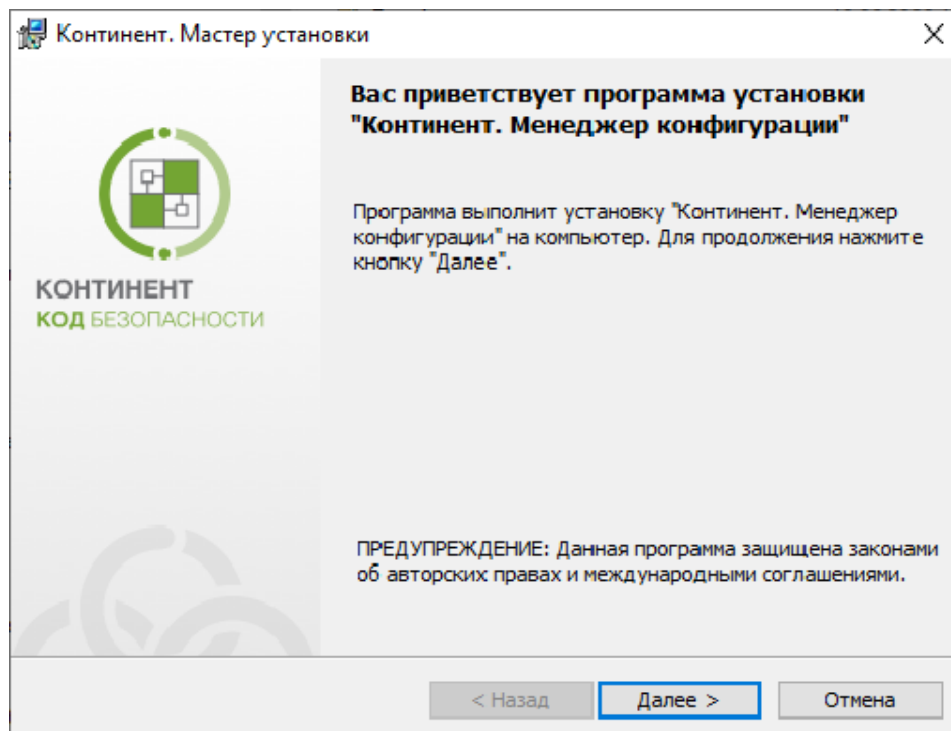 Континент. Мастер установки
Вас приветствует программа установки
"Континент. Менеджер конфигурации"
КОНТИНЕНТ
КОД БЕЗОПАСНОСТИ
Программа выполнит установку "Континент. Менеджер
конфигурации" на компьютер. Для продолжения нажмите
кнопку "Далее".
ПРЕДУПРЕЖДЕНИЕ: Данная программа защищена законами
об авторских правах и международными соглашениями.
< Назад
Далее >
Отмена